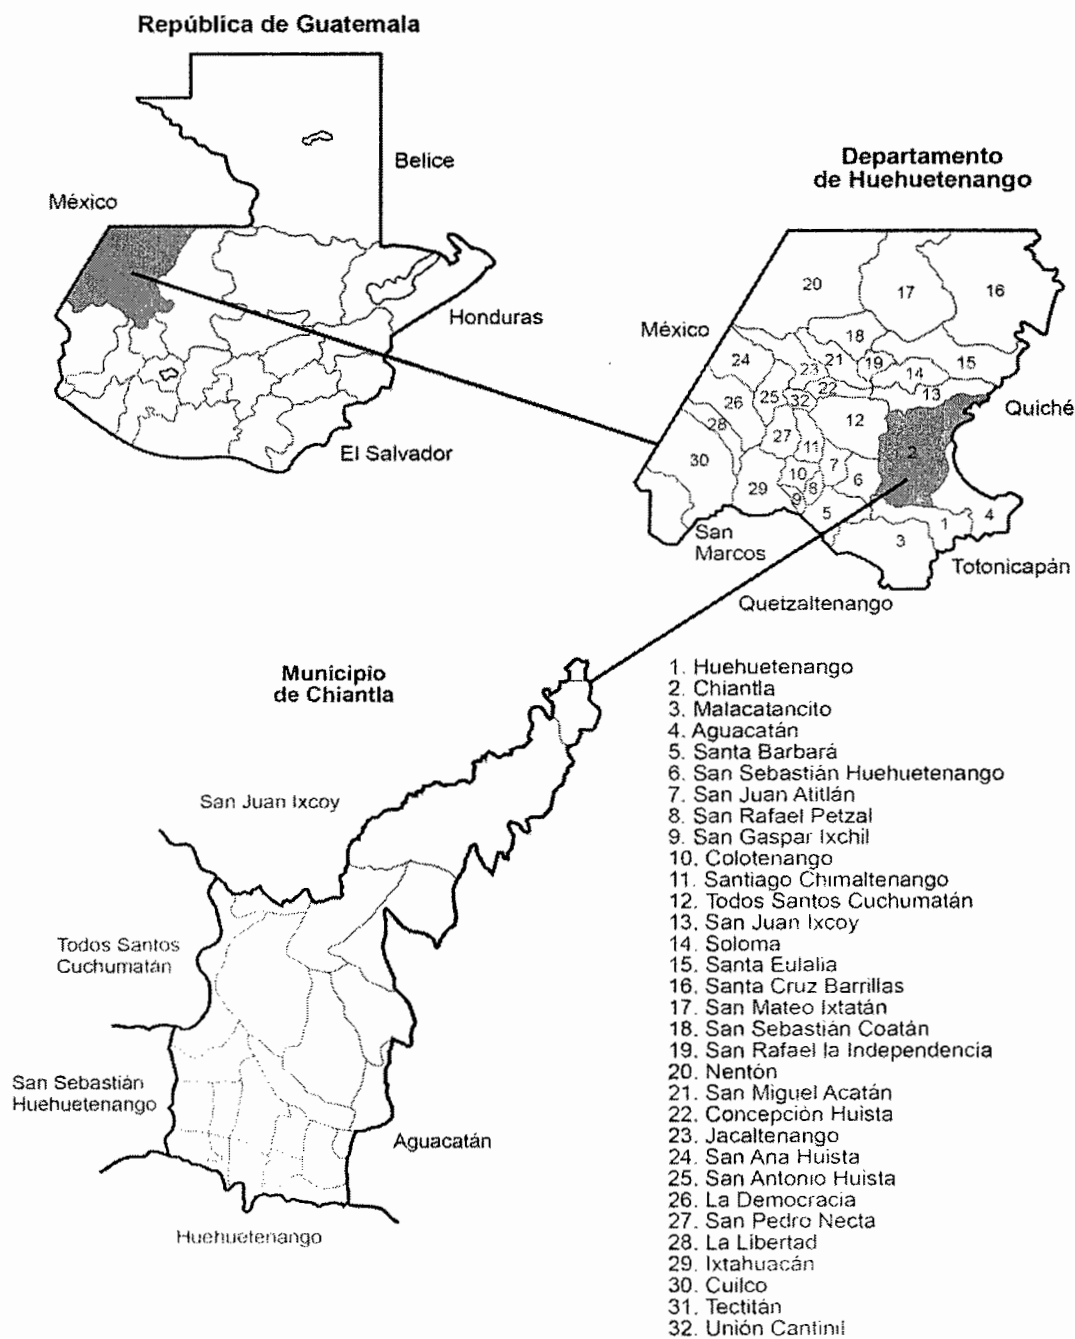 República de Guatemala
Belice
México
Honduras
El Salvador
Departamento
de Huehuetenango
México
20
17
16
18
24
23
21
19
14
15
22
13
Quiché
26
25
32
12
28
27
11
2
30
10
7
6
29
8
9
5
4
1
3
San
Marcos
Totonicapán
Quetzaltenango
Municipio
de Chiantla
San Juan Ixcoy
Todos Santos
Cuchumatán
San Sebastián
Huehuetenango
Aguacatán
Huehuetenango
1. Huehuetenango
2. Chiantla
3. Malacatancito
4. Aguacatán
5. Santa Barbará
6. San Sebastián Huehuetenango
7. San Juan Atitlán
8. San Rafael Petzal
9. San Gaspar Ixchil
10. Colotenango
11. Santiago Chimaltenango
12. Todos Santos Cuchumatán
13. San Juan Ixcoy
14. Soloma
15. Santa Eulalia
16. Santa Cruz Barrillas
17. San Mateo Ixtatán
18. San Sebastián Coatán
19. San Rafael la Independencia
20. Nentón
21. San Miguel Acatán
22. Concepción Huista
23. Jacaltenango
24. San Ana Huista
25. San Antonio Huista
26. La Democracia
27. San Pedro Necta
28. La Libertad
29. Ixtahuacán
30. Cuilco
31. Tectitán
32. Unión Cantinil